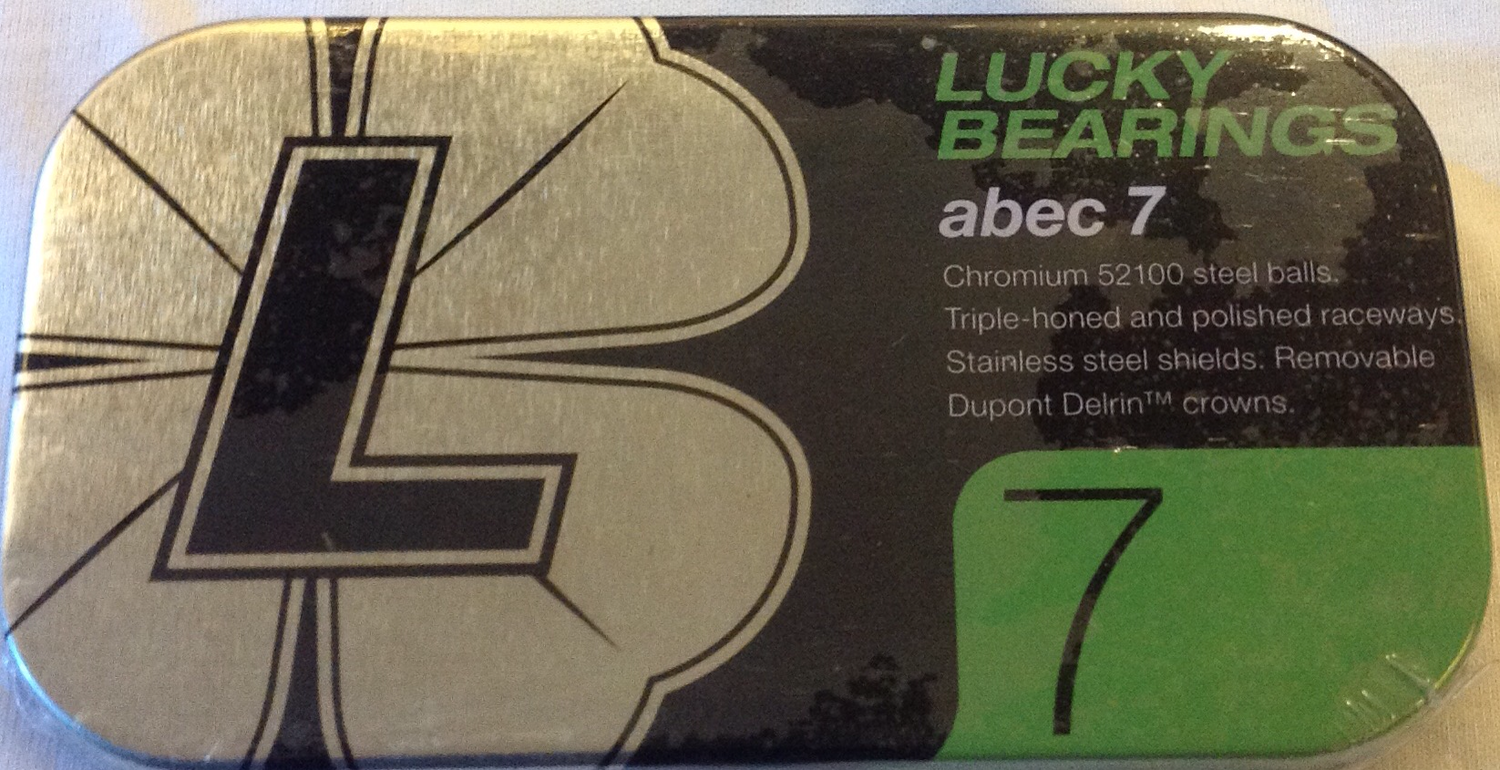 L
LUCKY
BEARINGS
abec 7
Chromium 52100 steel balls.
Triple-honed and polished raceways.
Stainless steel shields. Removable
Dupont Delrin™ crowns.
7